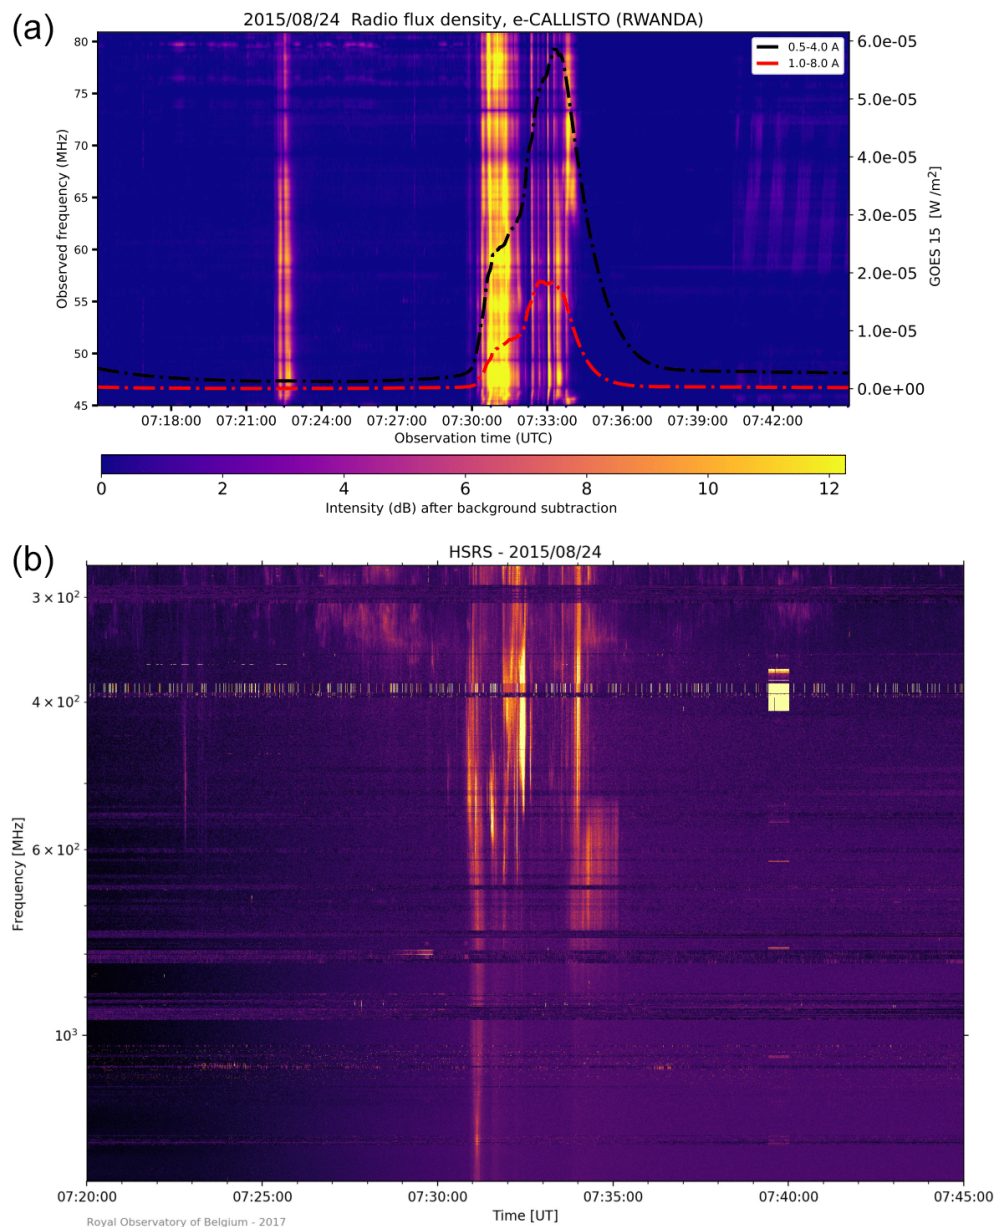 (a)
2015/08/24  Radio flux density, e-CALLISTO (RWANDA)
80
75
70
65
60
55
50
45
Observed frequency (MHz)
0.5-4.0 A
1.0-8.0 A
6.0e-05
5.0e-05
4.0e-05
3.0e-05
2.0e-05
1.0e-05
0.0e+00
GOES 15  [W /m²]
07:18:00 07:21:00 07:24:00 07:27:00 07:30:00 07:33:00 07:36:00 07:39:00 07:42:00
Observation time (UTC)
0 2 4 6 8 10 12
Intensity (dB) after background subtraction
(b)
HSRS - 2015/08/24
3 × 10²
4 × 10²
6 × 10²
10³
Frequency [MHz]
07:20:00 07:25:00 07:30:00 07:35:00 07:40:00 07:45:00
Time [UT]
Royal Observatory of Belgium - 2017